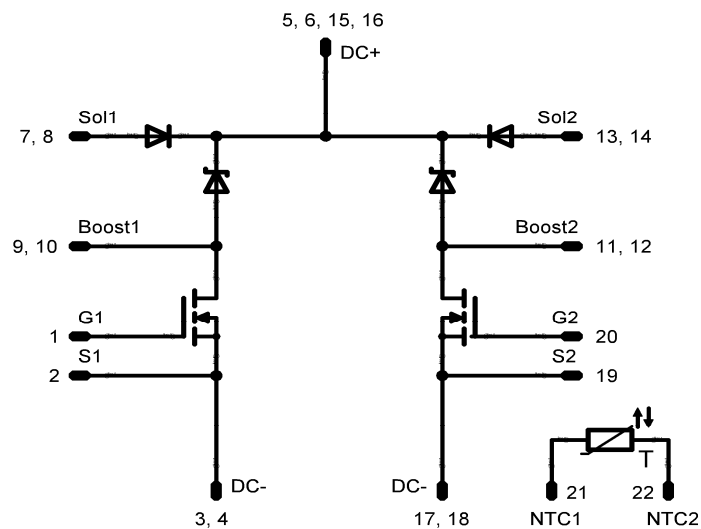 5, 6, 15, 16
DC+
Sol1
Sol2
7, 8
13, 14
Boost1
Boost2
9, 10
11, 12
G1
G2
1
20
S1
S2
2
19
T
DC-
DC-
21
22
3, 4
17, 18
NTC1
NTC2